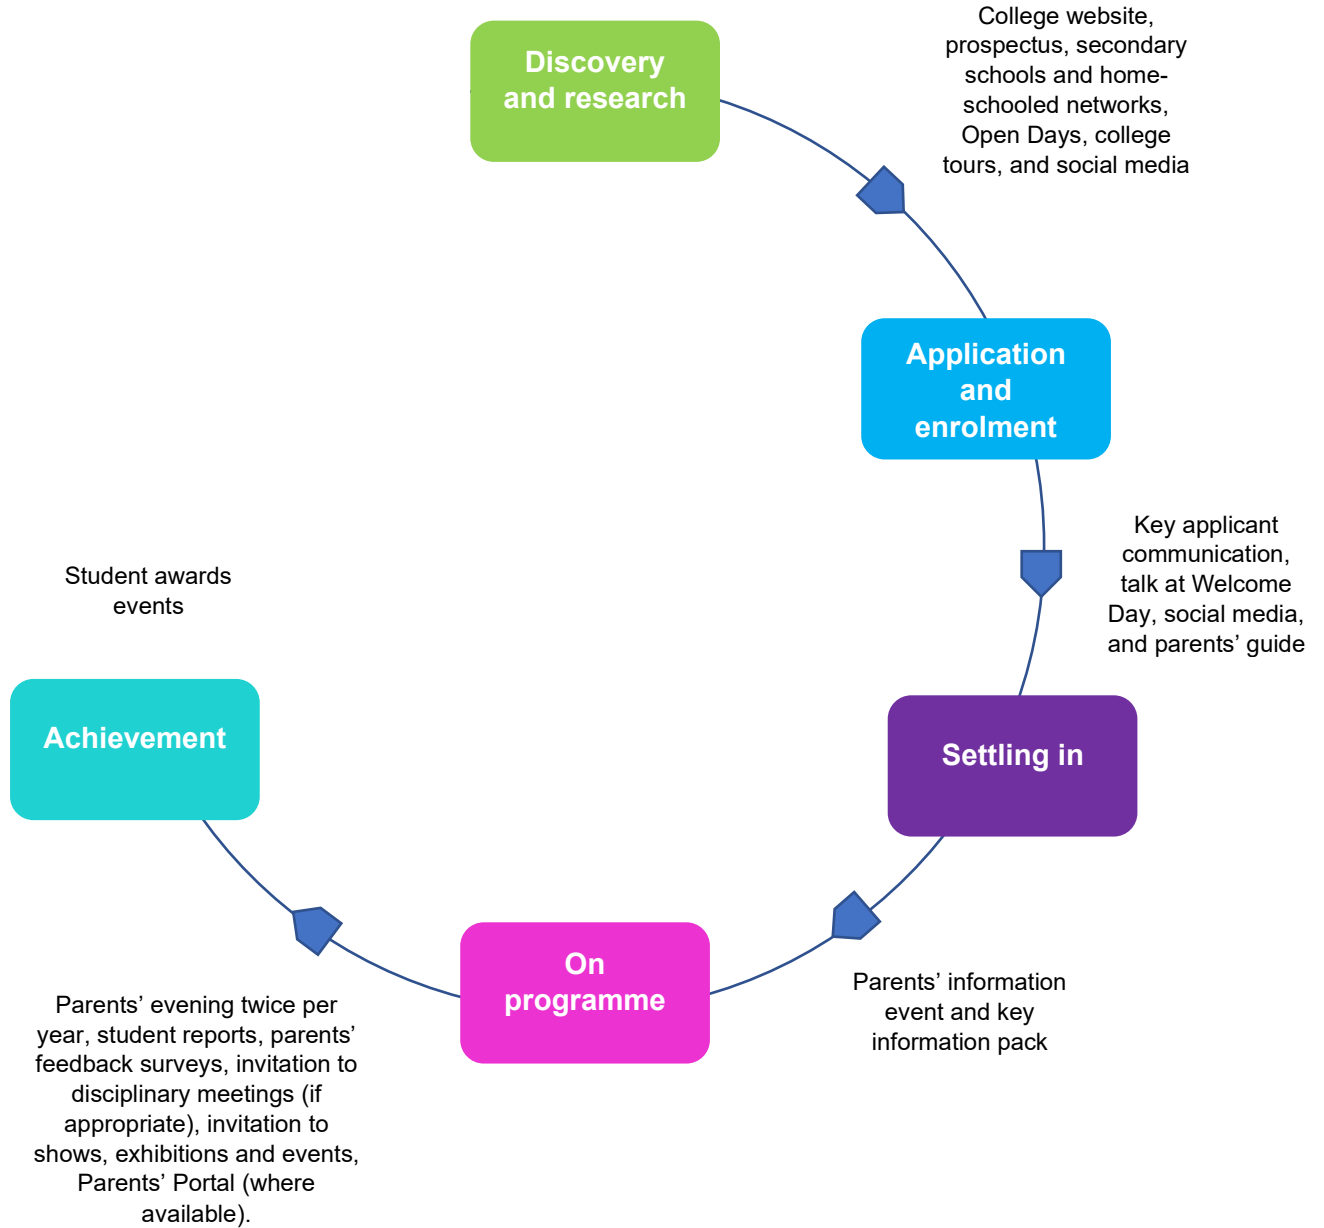 Discovery
and research
College website,
prospectus, secondary
schools and home-
schooled networks,
Open Days, college
tours, and social media
Application
and
enrolment
Key applicant
communication,
talk at Welcome
Day, social media,
and parents’ guide
Settling in
Parents’ information
event and key
information pack
On
programme
Parents’ evening twice per
year, student reports, parents’
feedback surveys, invitation to
disciplinary meetings (if
appropriate), invitation to
shows, exhibitions and events,
Parents’ Portal (where
available).
Achievement
Student awards
events